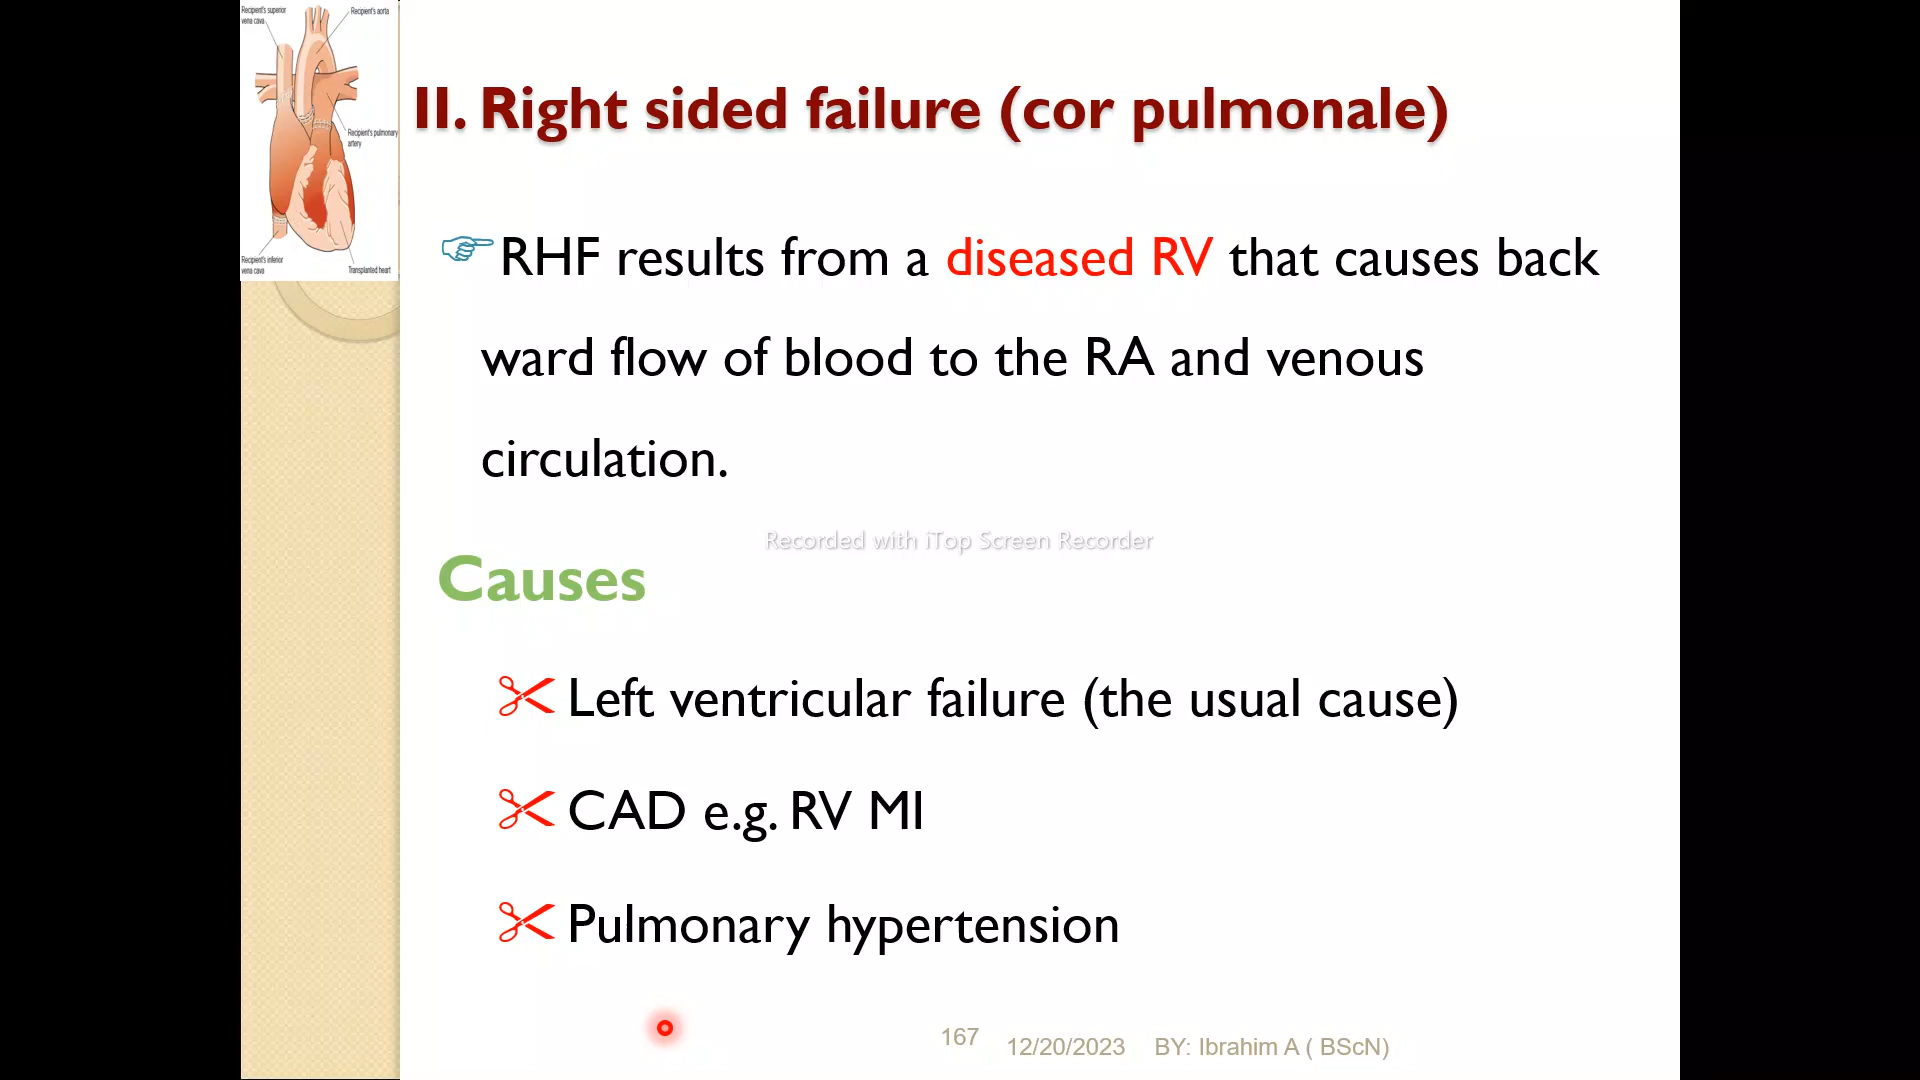 Recipient's superior
vena cava
Recipient's aorta
Recipient's pulmonary
artery
Recipient's inferior
vena cava
Transplanted heart
II. Right sided failure (cor pulmonale)
RHF results from a diseased RV that causes back
ward flow of blood to the RA and venous
circulation.
Recorded with iTop Screen Recorder
Causes
Left ventricular failure (the usual cause)
CAD e.g. RV MI
Pulmonary hypertension
167
12/20/2023
BY: Ibrahim A ( BScN)